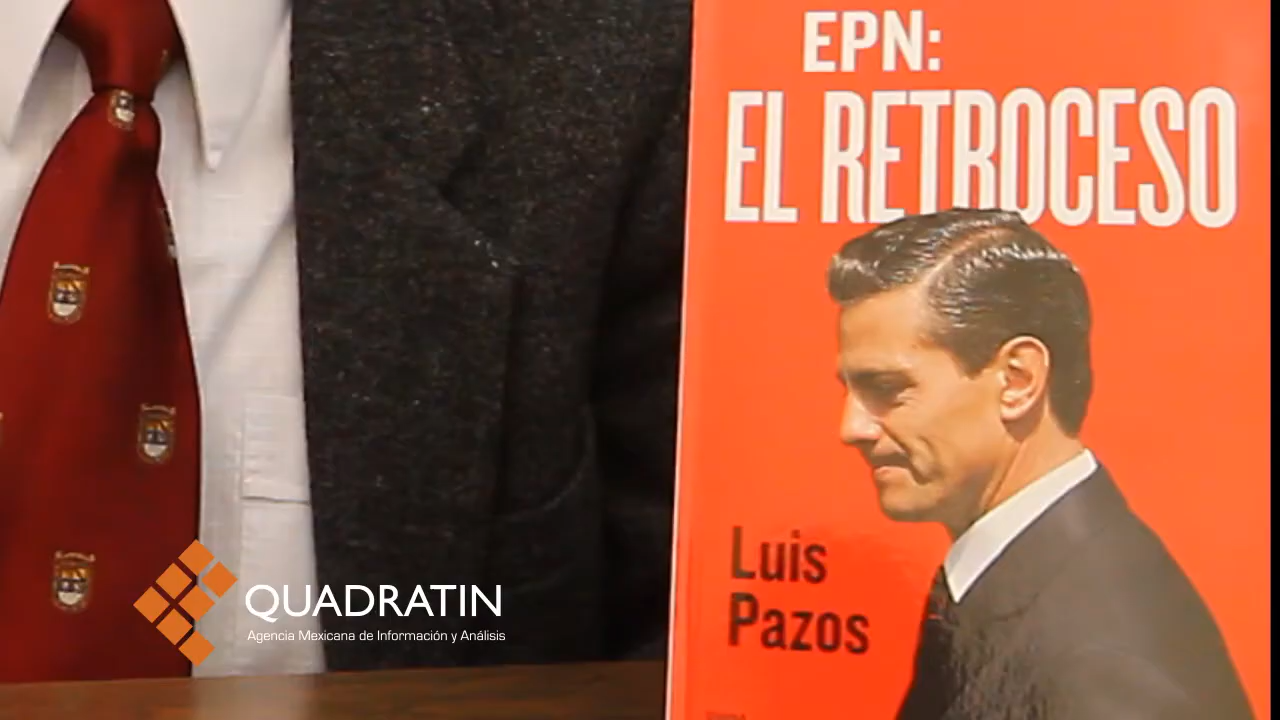 EPN:
EL RETROCESO
Luis
Pazos
QUADRATIN
Agencia Mexicana de Información y Análisis